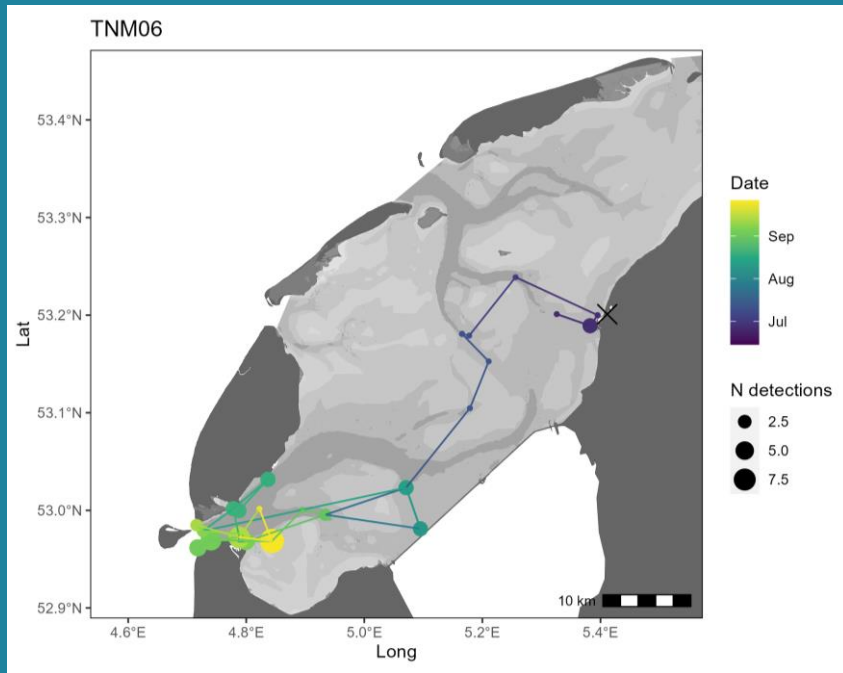 TNM06
53.4°N
53.3°N
53.2°N
53.1°N
53.0°N
52.9°N
Lat
10 km
4.6°E
4.8°E
5.0°E
5.2°E
5.4°E
Long
Date
Sep
Aug
Jul
N detections
2.5
5.0
7.5